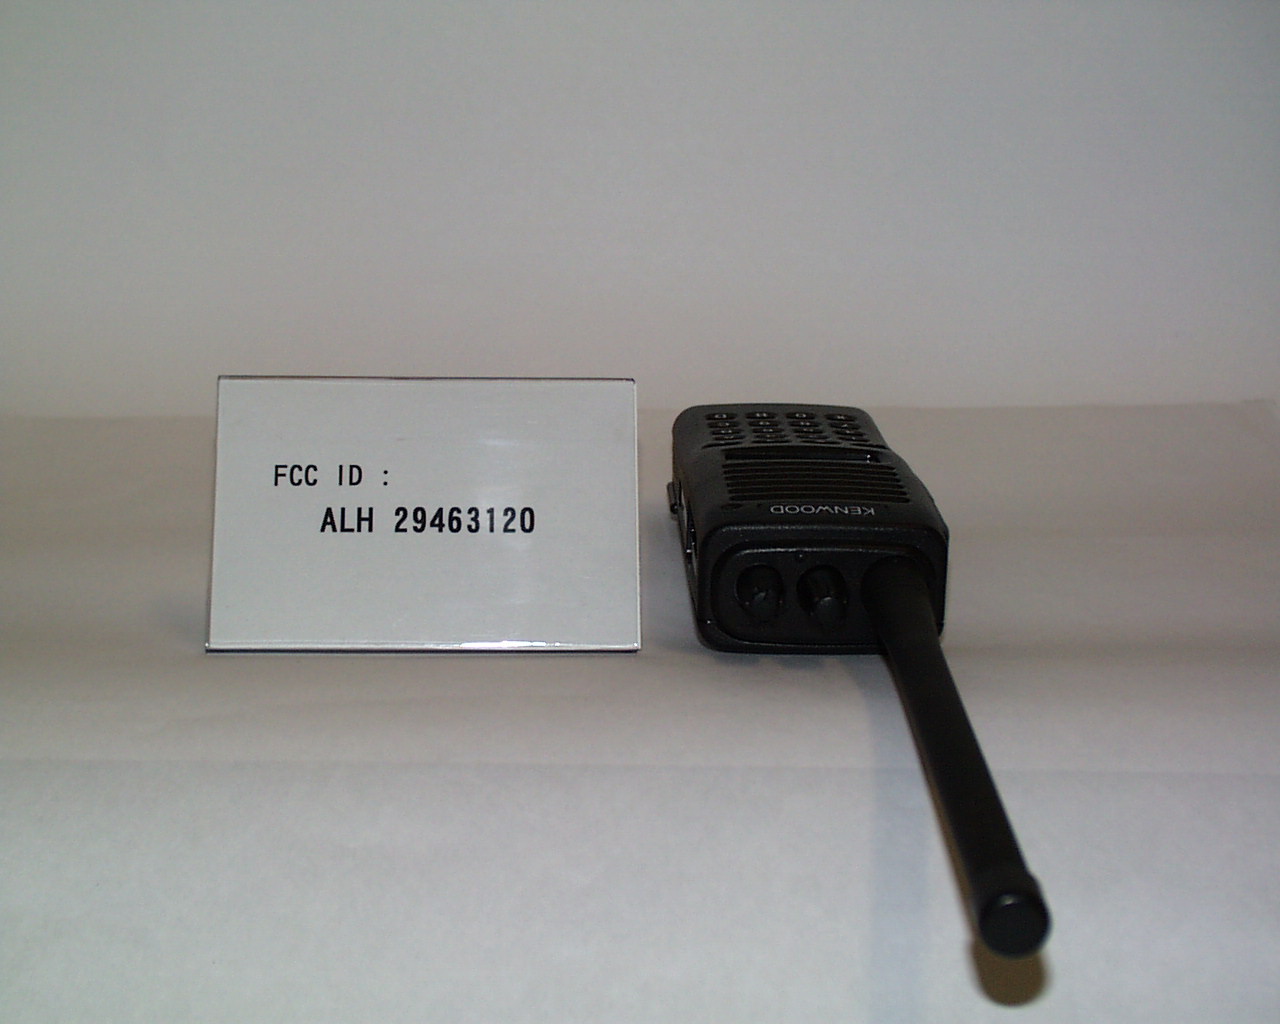 FCC ID :
ALH 29463120
KENWOOD